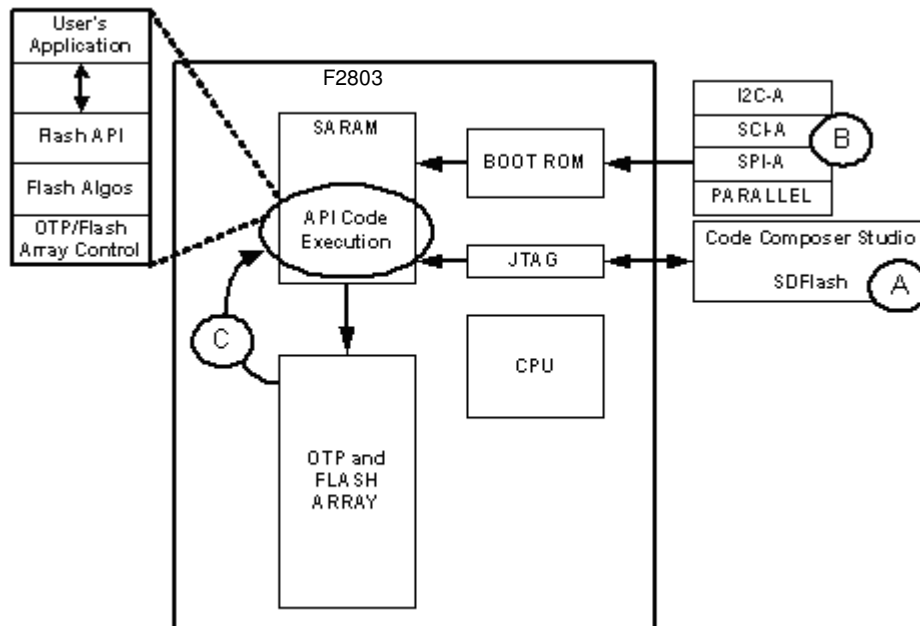 User's
Application
Flash API
Flash Algos
OTP/Flash
Array Control
F2803
SARAM
API Code
Execution
BOOT ROM
JTAG
CPU
C
OTP and
FLASH
ARRAY
I2C-A
SCI-A
SPI-A
PARALLEL
B
Code Composer Studio
SDFlash
A